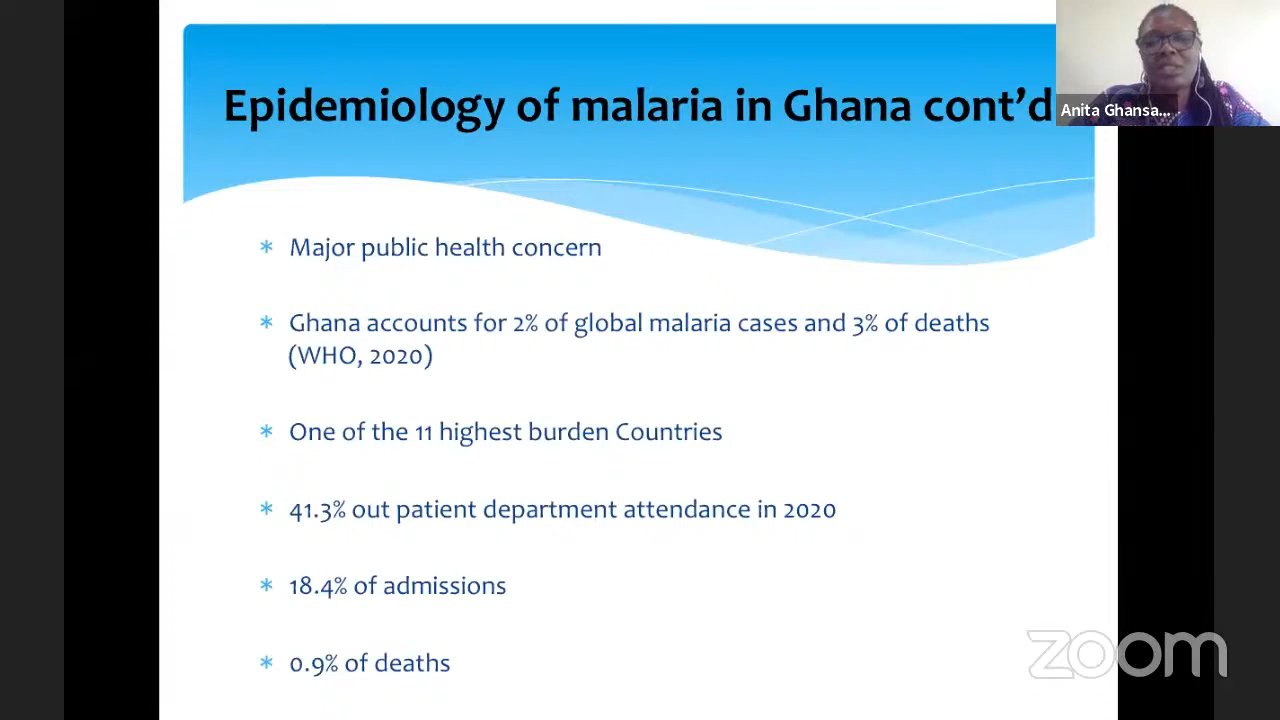 Epidemiology of malaria in Ghana cont'd
Anita Ghansa...
* Major public health concern
* Ghana accounts for 2% of global malaria cases and 3% of deaths
(WHO, 2020)
* One of the 11 highest burden Countries
* 41.3% out patient department attendance in 2020
* 18.4% of admissions
* 0.9% of deaths
zoom